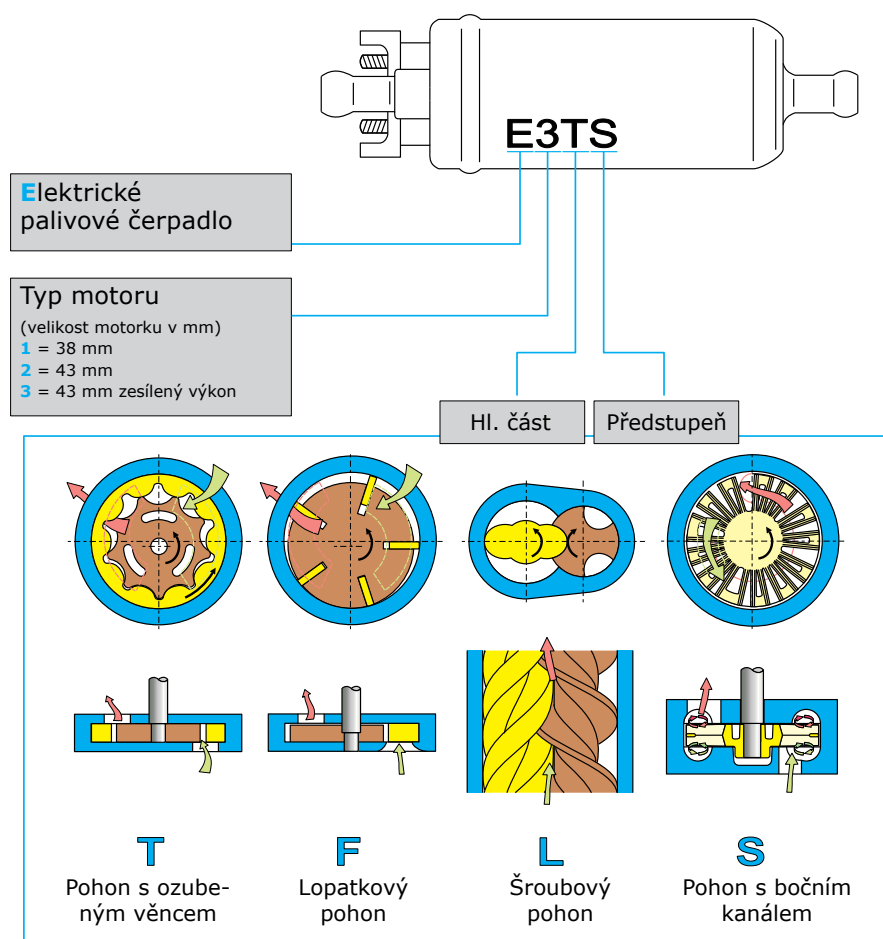 E3TS
Elektrické
palivové čerpadlo
Typ motoru
(velikost motorku v mm)
1 = 38 mm
2 = 43 mm
3 = 43 mm zesílený výkon
Hl. část
Předstupeň
T
Pohon s ozube-
ným věncem
F
Lopatkový
pohon
L
Šroubový
pohon
S
Pohon s bočním
kanálem